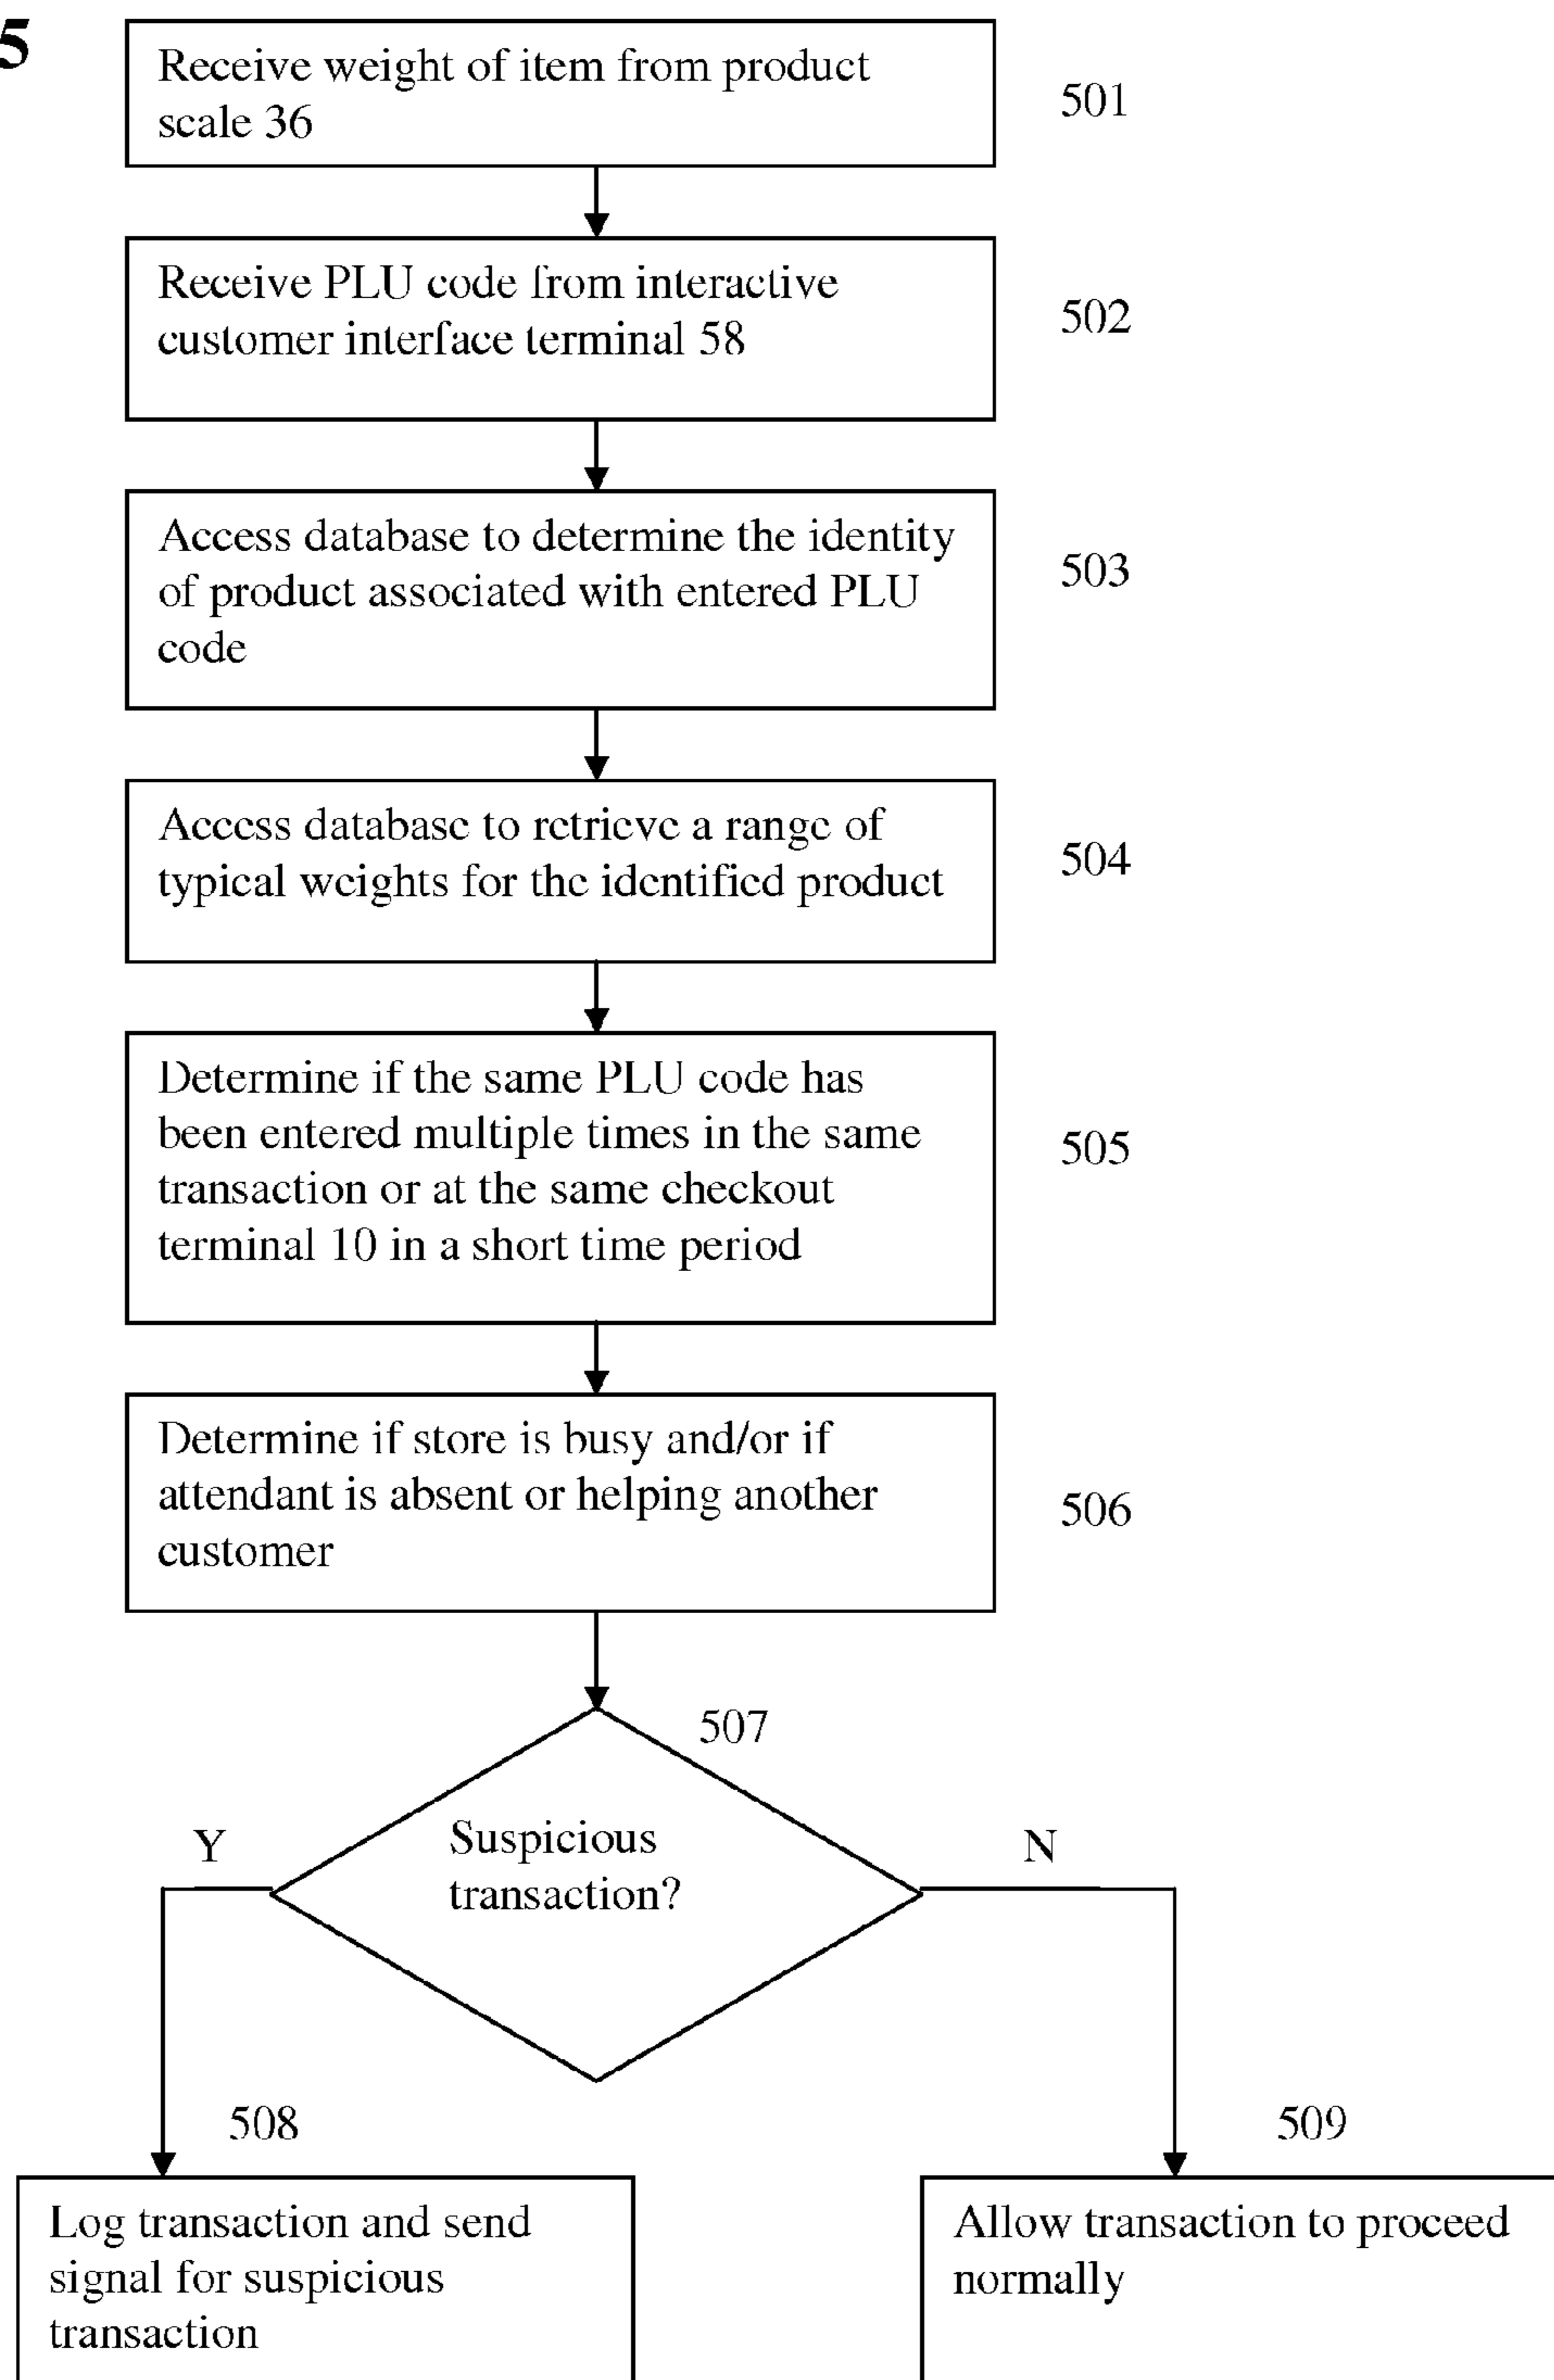 5
Receive weight of item from product
scale 36
501
Receive PLU code from interactive
customer interface terminal 58
502
Access database to determine the identity
of product associated with entered PLU
code
503
Access database to retrieve a range of
typical weights for the identified product
504
Determine if the same PLU code has
been entered multiple times in the same
transaction or at the same checkout
terminal 10 in a short time period
505
Determine if store is busy and/or if
attendant is absent or helping another
customer
506
507
Suspicious
transaction?
Y
N
508
Log transaction and send
signal for suspicious
transaction
509
Allow transaction to proceed
normally